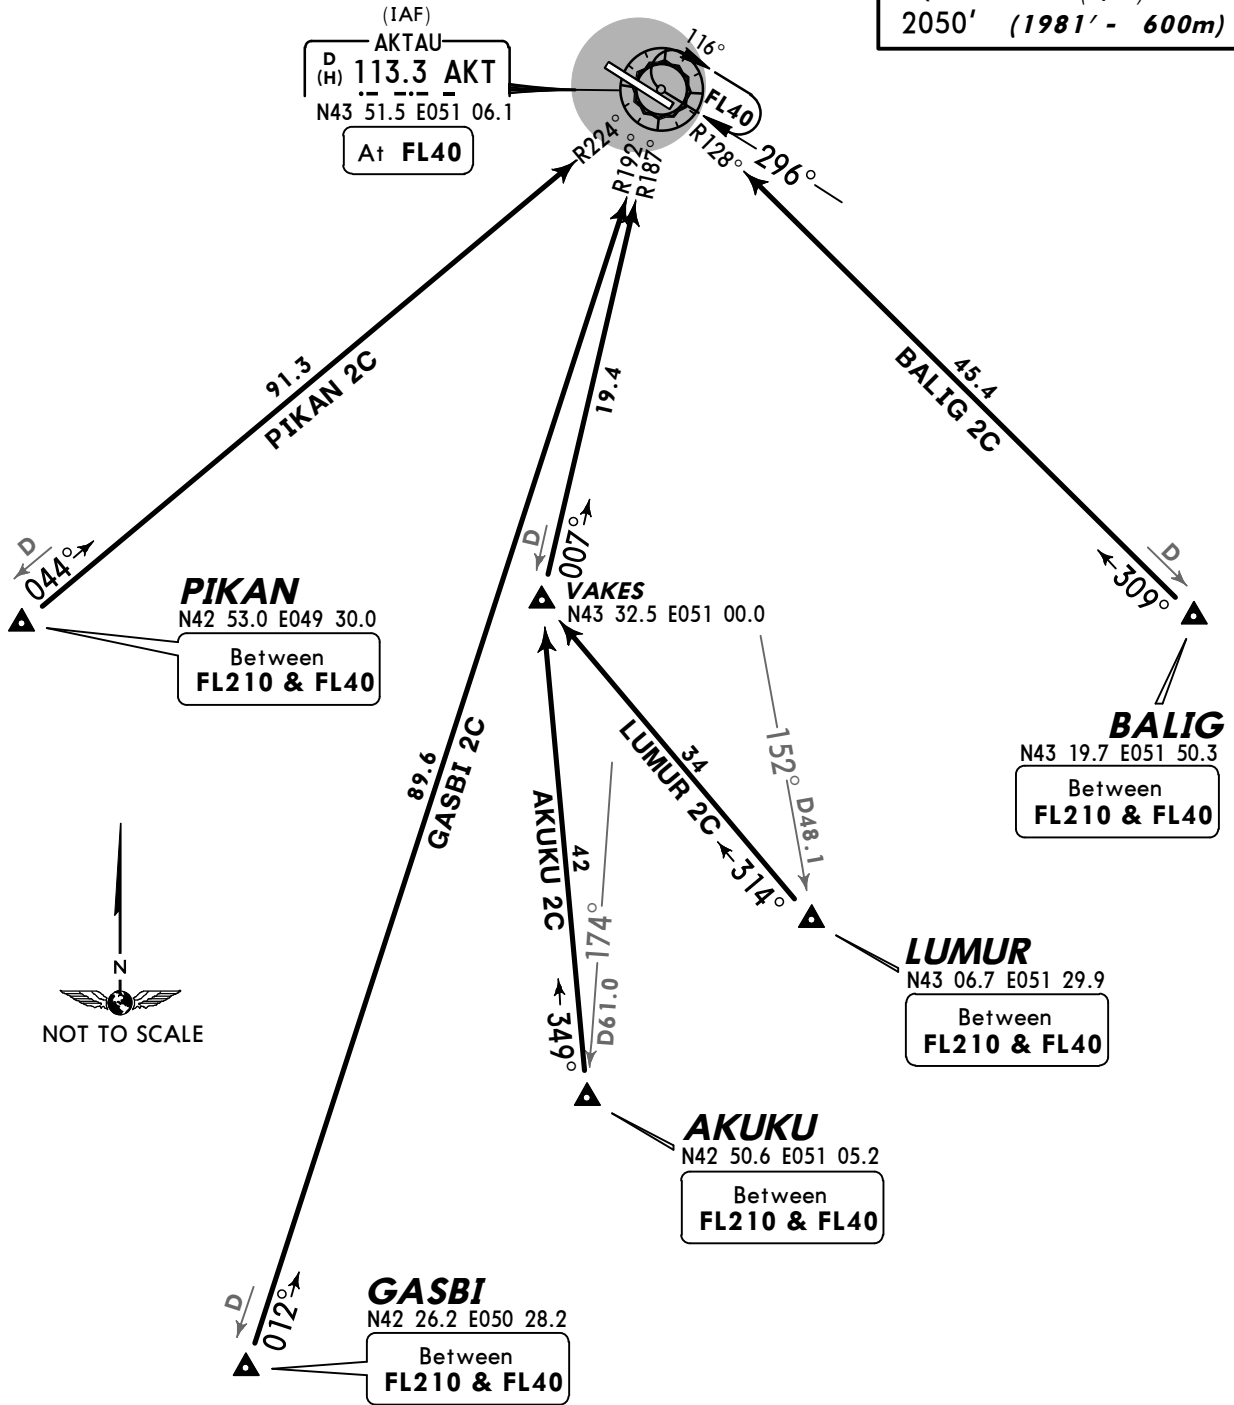 2050' (1981' - 600m)
(IAF)
AKTAU
D
(H) 113.3 AKT
N43 51.5 E051 06.1
At FL40
116°
FL40
R224°
R192°
R187°
R128°
296°
91.3
PIKAN 2C
19.4
45.4
BALIG 2C
D
044°
PIKAN
N42 53.0 E049 30.0
Between
FL210 & FL40
D
007°
VAKES
N43 32.5 E051 00.0
D
309°
BALIG
N43 19.7 E051 50.3
Between
FL210 & FL40
89.6
GASBI 2C
42
AKUKU 2C
34
LUMUR 2C
314°
152° D48.1
LUMUR
N43 06.7 E051 29.9
Between
FL210 & FL40
174°
D61.0
349°
AKUKU
N42 50.6 E051 05.2
Between
FL210 & FL40
N
NOT TO SCALE
D
012°
GASBI
N42 26.2 E050 28.2
Between
FL210 & FL40